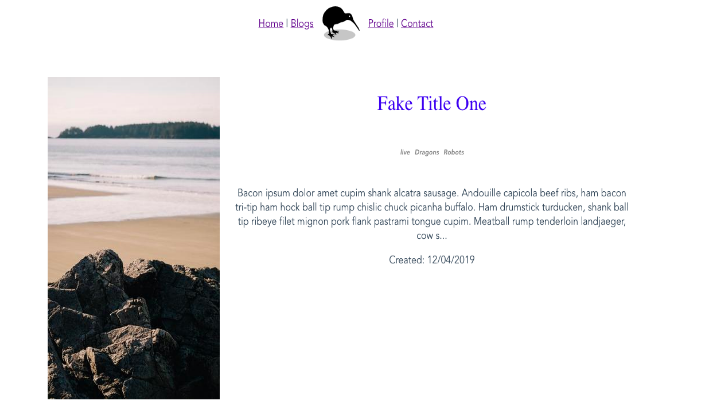 Home | Blogs Profile | Contact
Fake Title One
live Dragons Robots
Bacon ipsum dolor amet cupim shank alcatra sausage. Andouille capicola beef ribs, ham bacon
tri-tip ham hock ball tip rump chislic chuck picanha buffalo. Ham drumstick turducken, shank ball
tip ribeye filet mignon pork flank pastrami tongue cupim. Meatball rump tenderloin landjaeger,
cow s...
Created: 12/04/2019